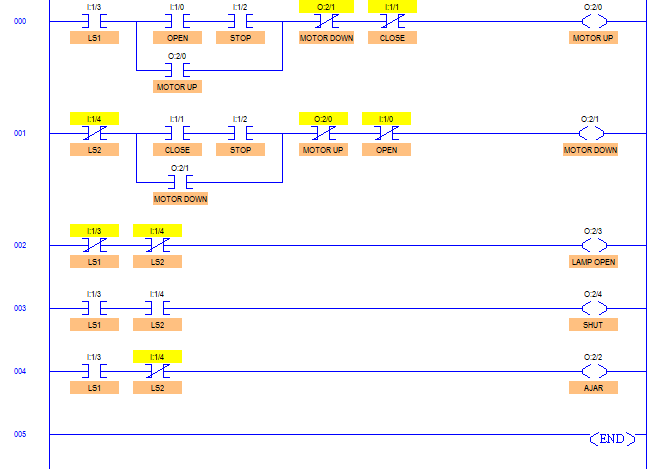 I:1/3 I:1/0 I:1/2 O:2/1 I:1/1 O:2/0
000
LS1 OPEN STOP MOTOR DOWN CLOSE MOTOR UP
O:2/0
MOTOR UP
I:1/4 I:1/1 I:1/2 O:2/0 I:1/0 O:2/1
001
LS2 CLOSE STOP MOTOR UP OPEN MOTOR DOWN
O:2/1
MOTOR DOWN
I:1/3 I:1/4 O:2/3
002
LS1 LS2 LAMP OPEN
I:1/3 I:1/4 O:2/4
003
LS1 LS2 SHUT
I:1/3 I:1/4 O:2/2
004
LS1 LS2 AJAR
005 END